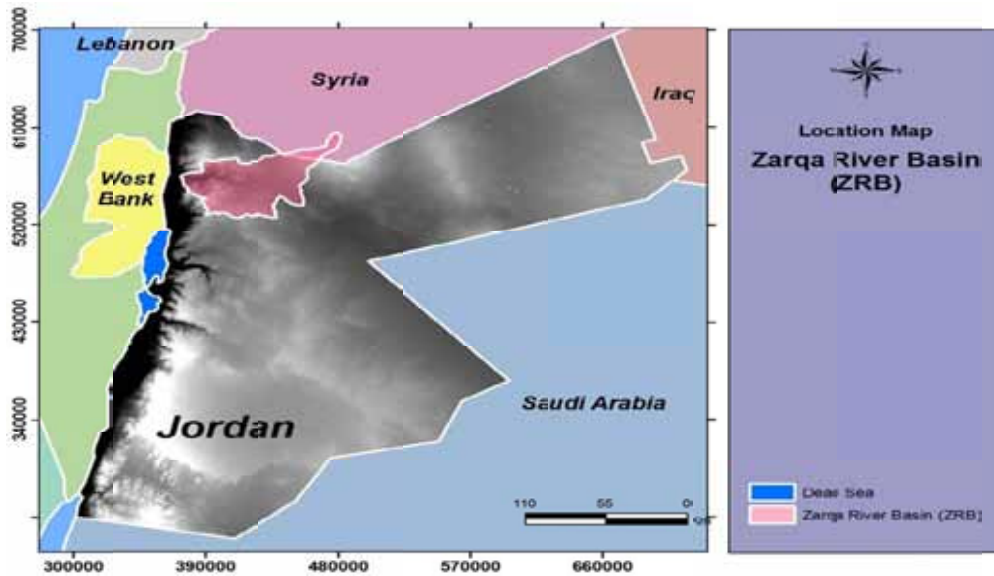 Lebanon
Syria
Iraq
West
Bank
Jordan
Saudi Arabia
700000
610000
520000
430000
340000
300000
390000
480000
570000
660000
110
55
0
Location Map
Zarqa River Basin
(ZRB)
Dead Sea
Zarqa River Basin (ZRB)